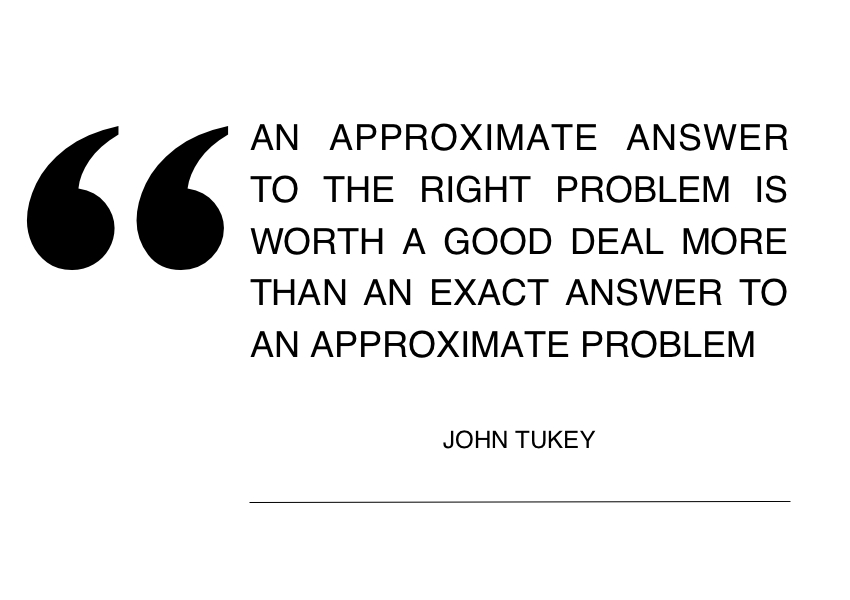 “
AN APPROXIMATE ANSWER
TO THE RIGHT PROBLEM IS
WORTH A GOOD DEAL MORE
THAN AN EXACT ANSWER TO
AN APPROXIMATE PROBLEM
JOHN TUKEY